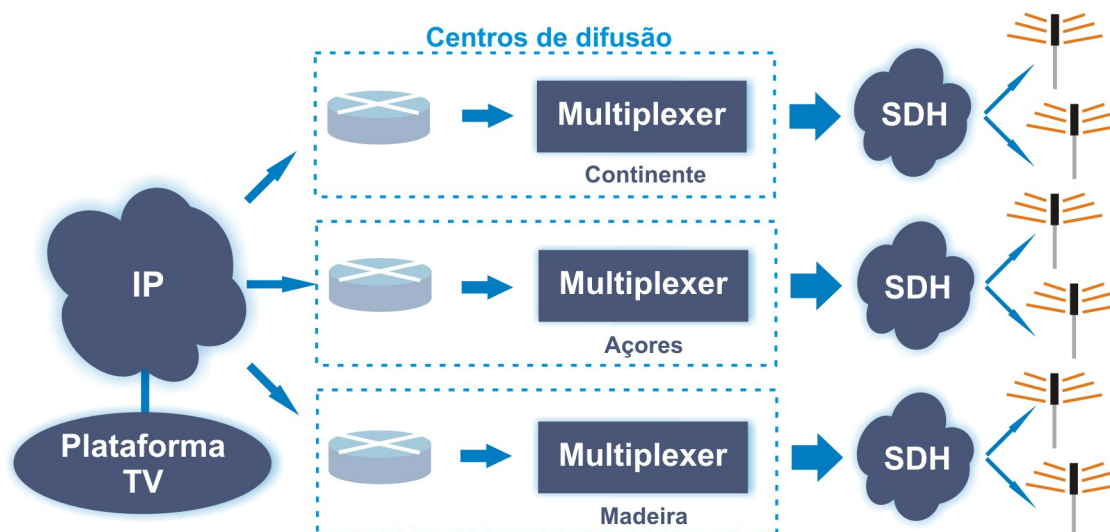 Centros de difusão
Multiplexer
Continente
SDH
IP
Multiplexer
Açores
SDH
Plataforma
TV
Multiplexer
Madeira
SDH